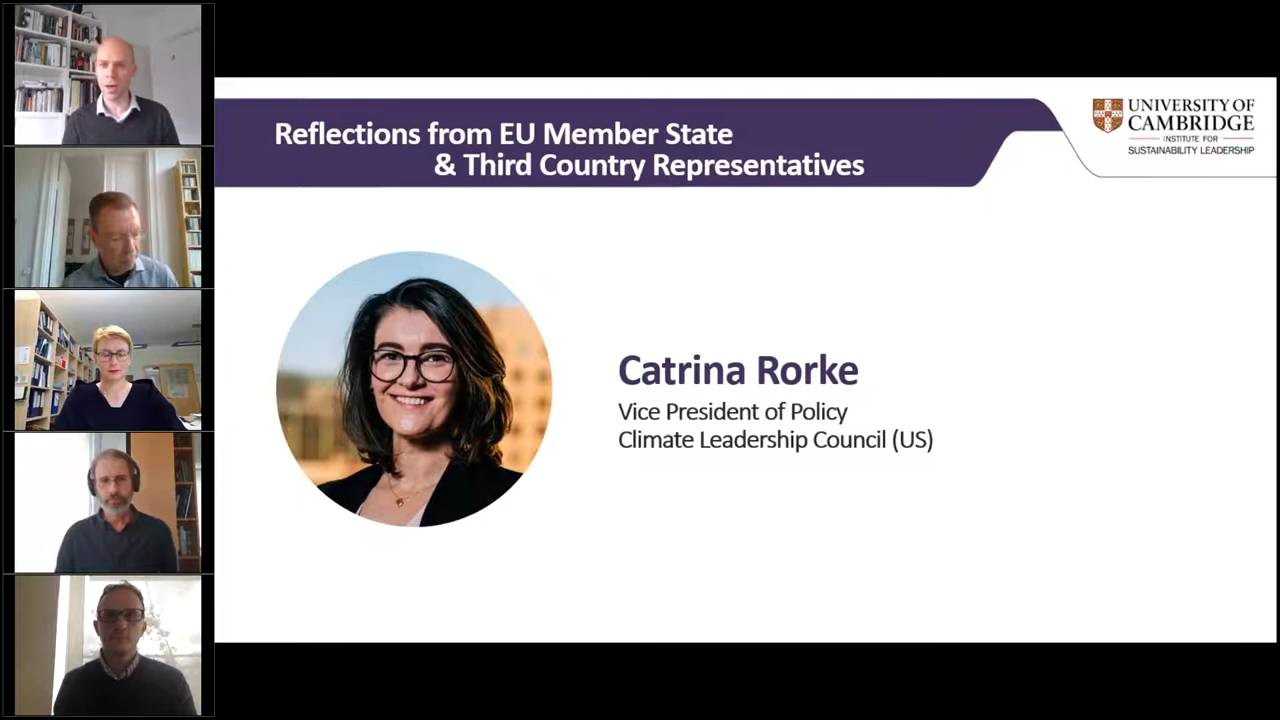 Reflections from EU Member State
& Third Country Representatives
UNIVERSITY OF
CAMBRIDGE
INSTITUTE FOR
SUSTAINABILITY LEADERSHIP
Catrina Rorke
Vice President of Policy
Climate Leadership Council (US)